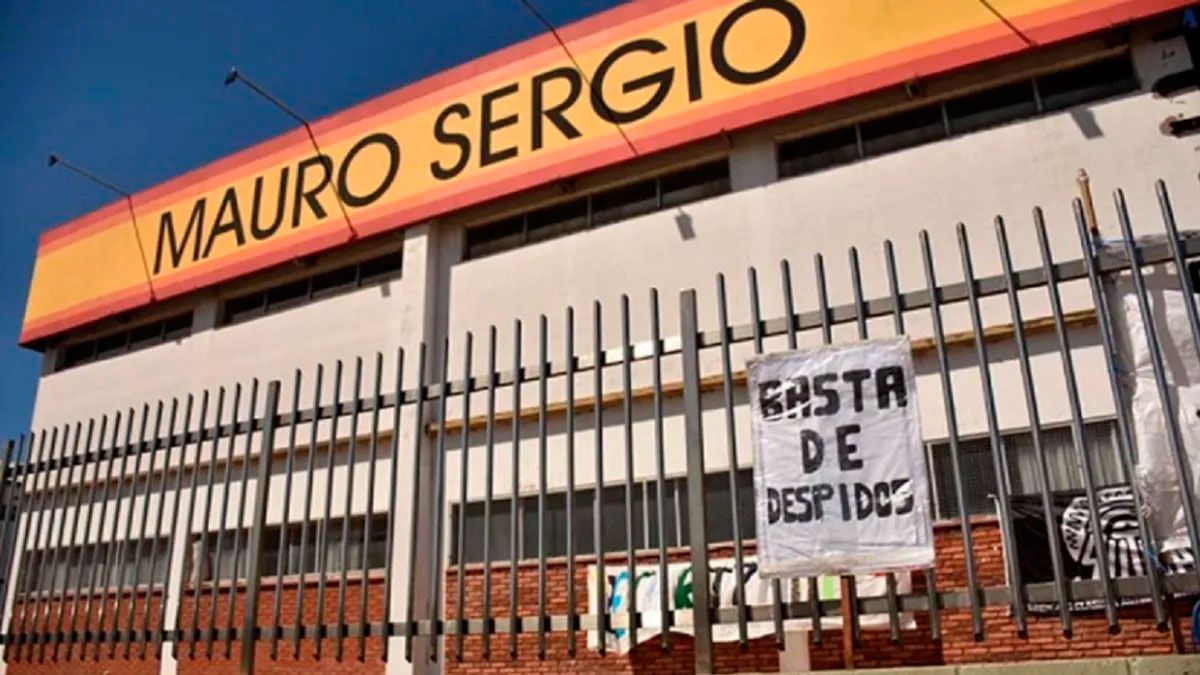 MAURO SERGIO
BASTA
DE
DESPIDOS